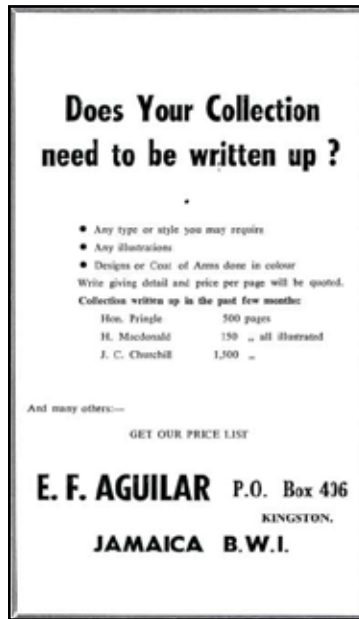 Does Your Collection
need to be written up ?
● Any type or style you may require
● Any illustrations
● Designs or Coat of Arms done in colour
Write giving detail and price per page will be quoted.
Collection written up in the past few months:
Hon. Pringle 500 pages
H. Macdonald 150 „ all illustrated
J. C. Churchill 1,500 „
And many others:—
GET OUR PRICE LIST
E. F. AGUILAR P.O. Box 406
KINGSTON,
JAMAICA B.W.I.